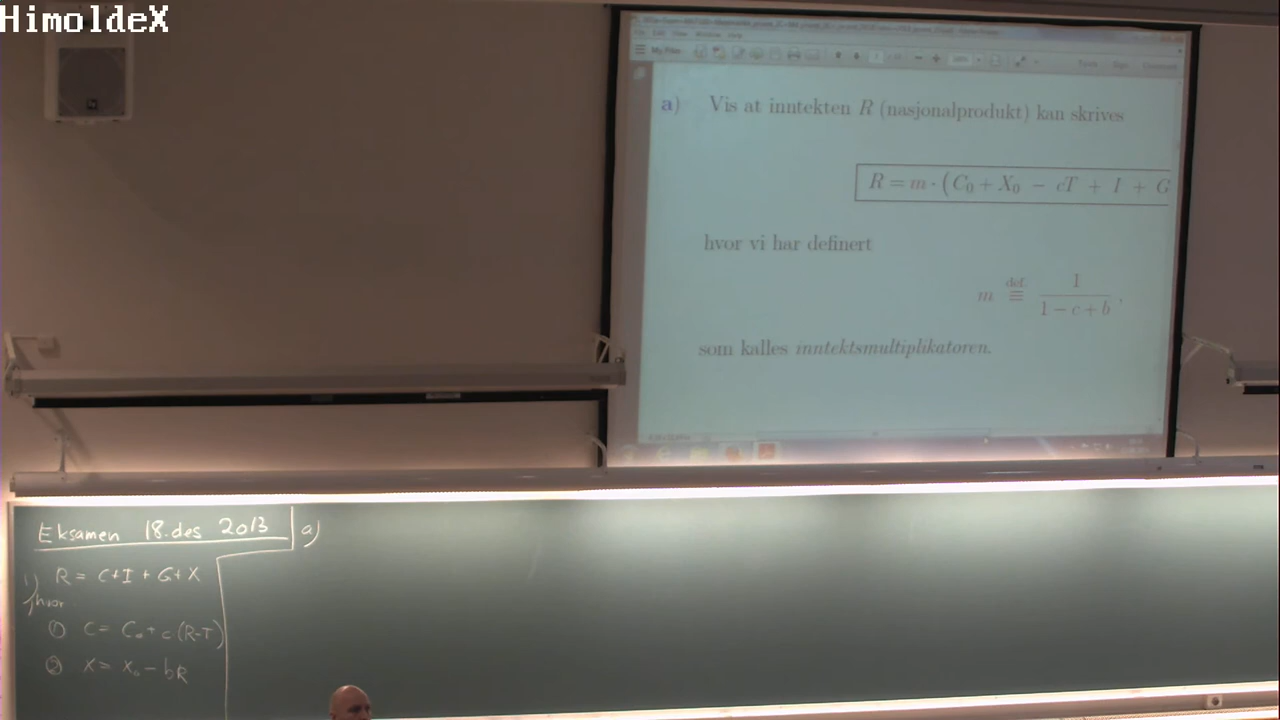 HimoldeX
a) Vis at inntekten R (nasjonalprodukt) kan skrives
R = m · (C₀ + X₀ − cT + I + G
hvor vi har definert
m ≡ def. 1/(1 − c + b) ,
som kalles inntektsmultiplikatoren.
Eksamen 18.des 2013 a)
1) R = C+I + G+X
hvor
① C = C₀ + c (R-T)
② X = X₀ - bR